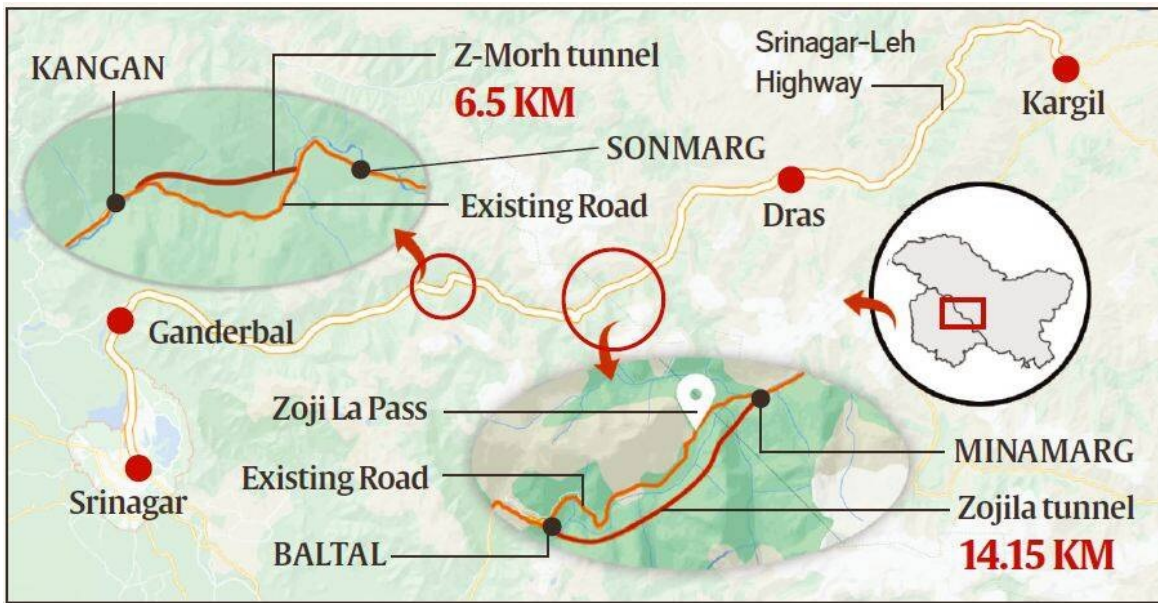 KANGAN
Z-Morh tunnel
6.5 KM
Srinagar-Leh
Highway
Kargil
SONMARG
Existing Road
Dras
Ganderbal
Zoji La Pass
Existing Road
MINAMARG
Srinagar
Zojila tunnel
BALTAL
14.15 KM